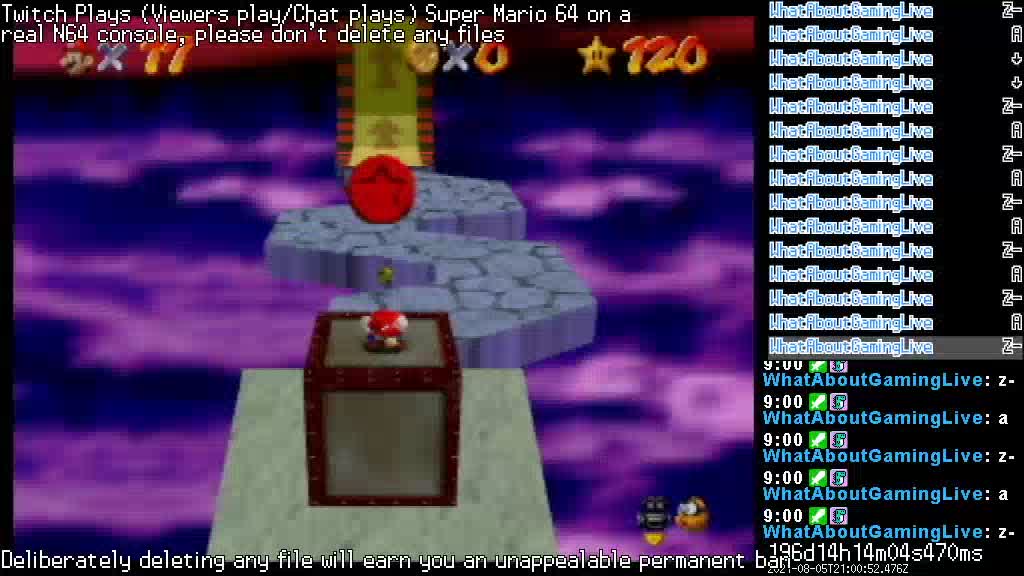 Twitch Plays (Viewers play/Chat plays) Super Mario 64 on a
real N64 console, please don't delete any files
x 17 x 0 120
WhatAboutGamingLive Z-
WhatAboutGamingLive A
WhatAboutGamingLive ↓
WhatAboutGamingLive ↓
WhatAboutGamingLive Z-
WhatAboutGamingLive A
WhatAboutGamingLive Z-
WhatAboutGamingLive A
WhatAboutGamingLive Z-
WhatAboutGamingLive A
WhatAboutGamingLive Z-
WhatAboutGamingLive A
WhatAboutGamingLive Z-
WhatAboutGamingLive A
WhatAboutGamingLive Z-
9:00
WhatAboutGamingLive: z-
9:00
WhatAboutGamingLive: a
9:00
WhatAboutGamingLive: z-
9:00
WhatAboutGamingLive: a
9:00
WhatAboutGamingLive: z-
Deliberately deleting any file will earn you an unappealable permanent ban
196d14h14m04s470ms
2021-08-05T21:00:52.476Z